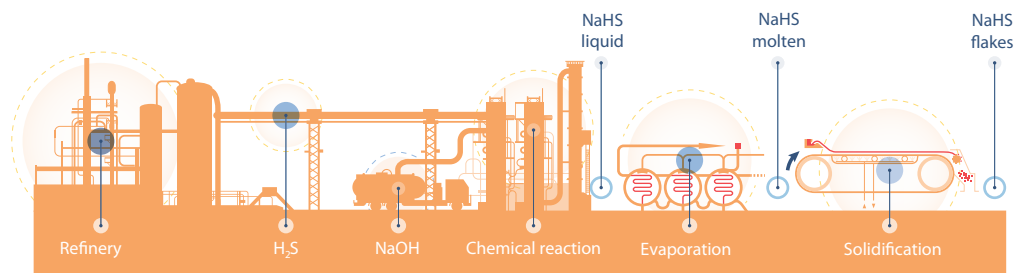 NaHS
liquid
NaHS
molten
NaHS
flakes
Refinery
H₂S
NaOH
Chemical reaction
Evaporation
Solidification